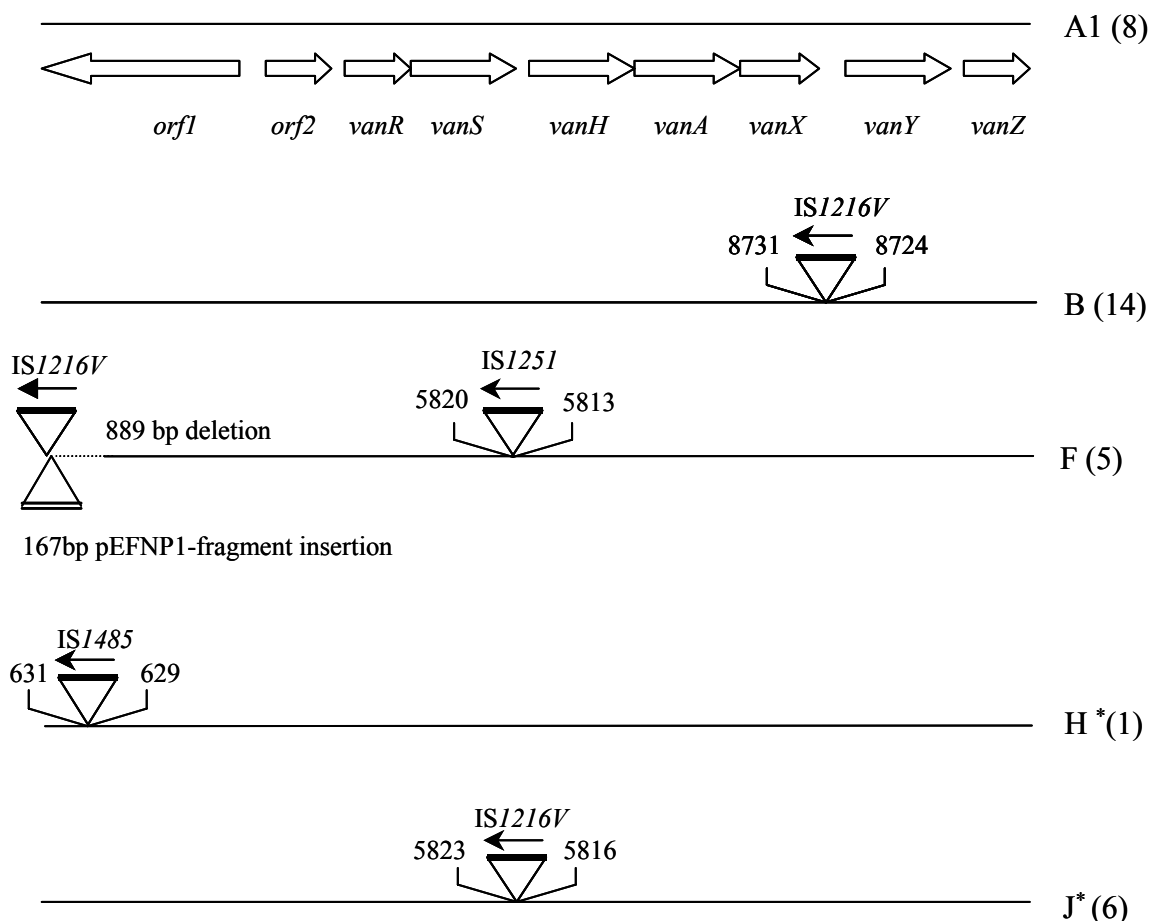 A1 (8)
orf1 orf2 vanR vanS vanH vanA vanX vanY vanZ
IS1216V
8731 8724
B (14)
IS1216V IS1251
5820 5813
889 bp deletion
F (5)
167bp pEFNP1-fragment insertion
IS1485
631 629
H *(1)
IS1216V
5823 5816
J* (6)